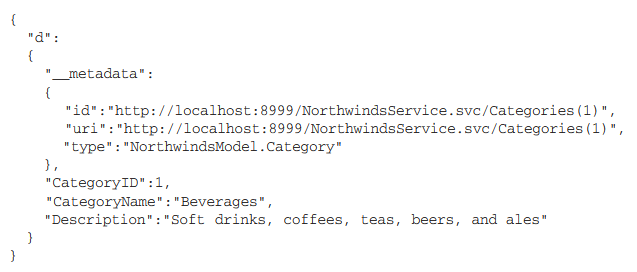 {
"d":
{
"__metadata":
{
"id":"http://localhost:8999/NorthwindsService.svc/Categories(1)",
"uri":"http://localhost:8999/NorthwindsService.svc/Categories(1)",
"type":"NorthwindsModel.Category"
},
"CategoryID":1,
"CategoryName":"Beverages",
"Description":"Soft drinks, coffees, teas, beers, and ales"
}
}